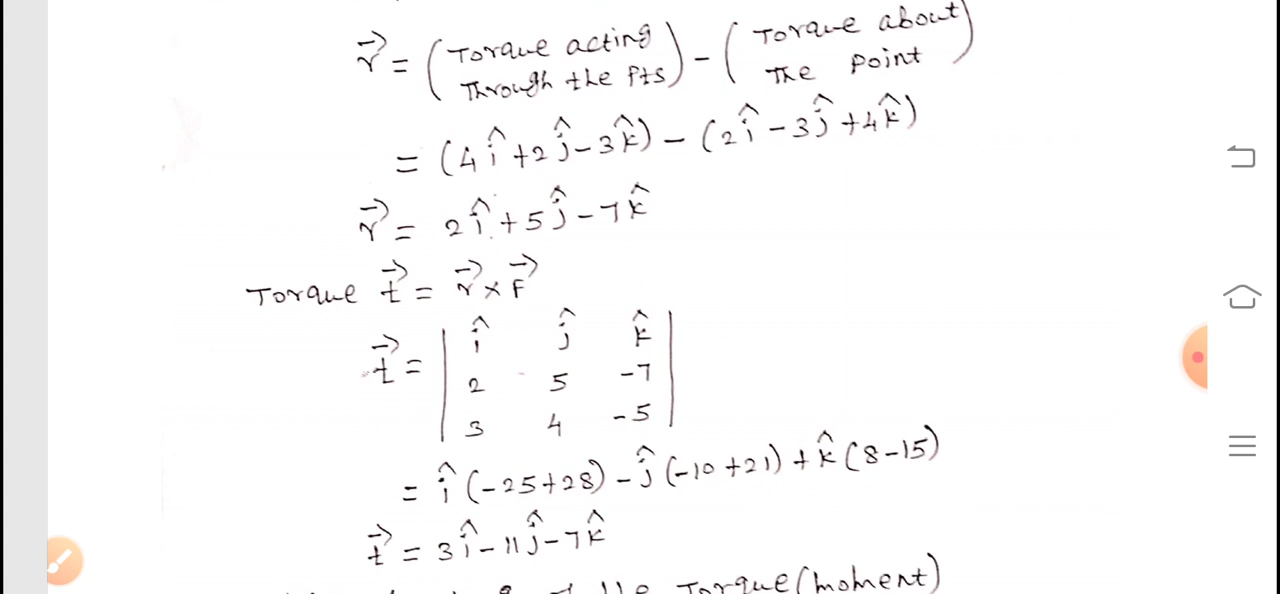 r⃗ = (Torque acting Through the Pts) - (Torque about The point)
= (4î + 2ĵ - 3k̂) - (2î - 3ĵ + 4k̂)
r⃗ = 2î + 5ĵ - 7k̂
Torque t⃗ = r⃗ × F⃗
t⃗ = | î ĵ k̂ |
| 2 5 -7 |
| 3 4 -5 |
= î(-25+28) - ĵ(-10+21) + k̂(8-15)
t⃗ = 3î - 11ĵ - 7k̂
Torque (moment)